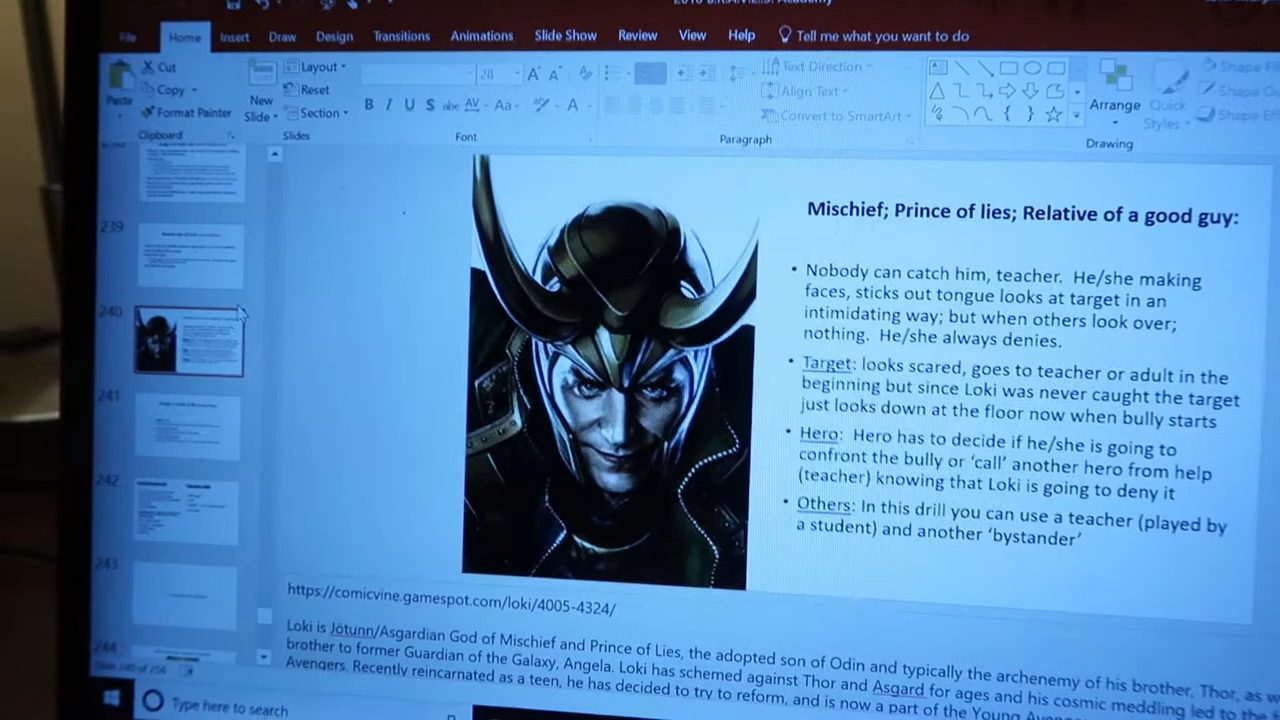 File Home Insert Draw Design Transitions Animations Slide Show Review View Help Tell me what you want to do
Cut
Copy
Format Painter
Paste
Clipboard
New
Slide
Layout
Reset
Section
Slides
28
B I U S abc AV Aa A
Font
Text Direction
Align Text
Convert to SmartArt
Paragraph
Arrange
Quick
Styles
Drawing
239
240
241
242
243
244
Mischief; Prince of lies; Relative of a good guy:
• Nobody can catch him, teacher. He/she making
faces, sticks out tongue looks at target in an
intimidating way; but when others look over;
nothing. He/she always denies.
• Target: looks scared, goes to teacher or adult in the
beginning but since Loki was never caught the target
just looks down at the floor now when bully starts
• Hero: Hero has to decide if he/she is going to
confront the bully or ‘call’ another hero from help
(teacher) knowing that Loki is going to deny it
• Others: In this drill you can use a teacher (played by
a student) and another ‘bystander’
https://comicvine.gamespot.com/loki/4005-4324/
Loki is Jötunn/Asgardian God of Mischief and Prince of Lies, the adopted son of Odin and typically the archenemy of his brother, Thor, as
brother to former Guardian of the Galaxy, Angela. Loki has schemed against Thor and Asgard for ages and his cosmic meddling led to the
Avengers. Recently reincarnated as a teen, he has decided to try to reform, and is now a part of the Young
Type here to search